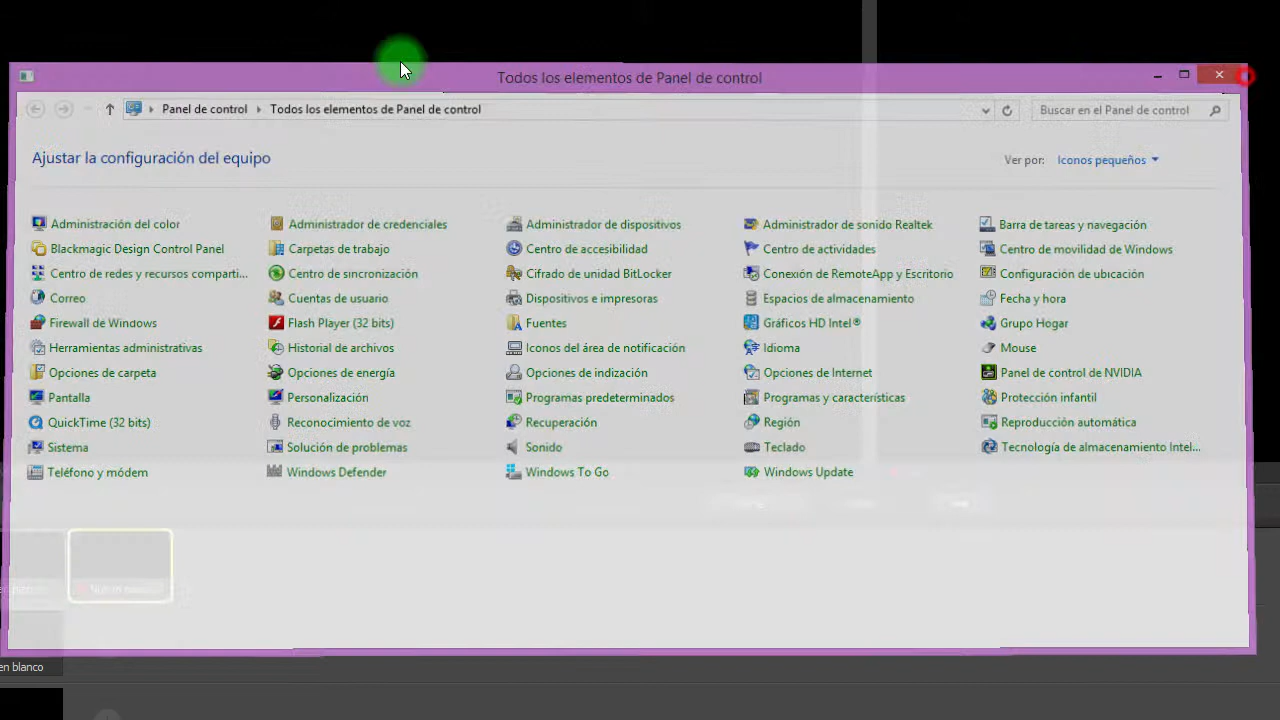 Todos los elementos de Panel de control
Panel de control Todos los elementos de Panel de control
Buscar en el Panel de control
Ajustar la configuración del equipo
Ver por: Iconos pequeños
Administración del color Administrador de credenciales Administrador de dispositivos Administrador de sonido Realtek Barra de tareas y navegación
Blackmagic Design Control Panel Carpetas de trabajo Centro de accesibilidad Centro de actividades Centro de movilidad de Windows
Centro de redes y recursos comparti... Centro de sincronización Cifrado de unidad BitLocker Conexión de RemoteApp y Escritorio Configuración de ubicación
Correo Cuentas de usuario Dispositivos e impresoras Espacios de almacenamiento Fecha y hora
Firewall de Windows Flash Player (32 bits) Fuentes Gráficos HD Intel® Grupo Hogar
Herramientas administrativas Historial de archivos Iconos del área de notificación Idioma Mouse
Opciones de carpeta Opciones de energía Opciones de indización Opciones de Internet Panel de control de NVIDIA
Pantalla Personalización Programas predeterminados Programas y características Protección infantil
QuickTime (32 bits) Reconocimiento de voz Recuperación Región Reproducción automática
Sistema Solución de problemas Sonido Teclado Tecnología de almacenamiento Intel...
Teléfono y módem Windows Defender Windows To Go Windows Update
en blanco